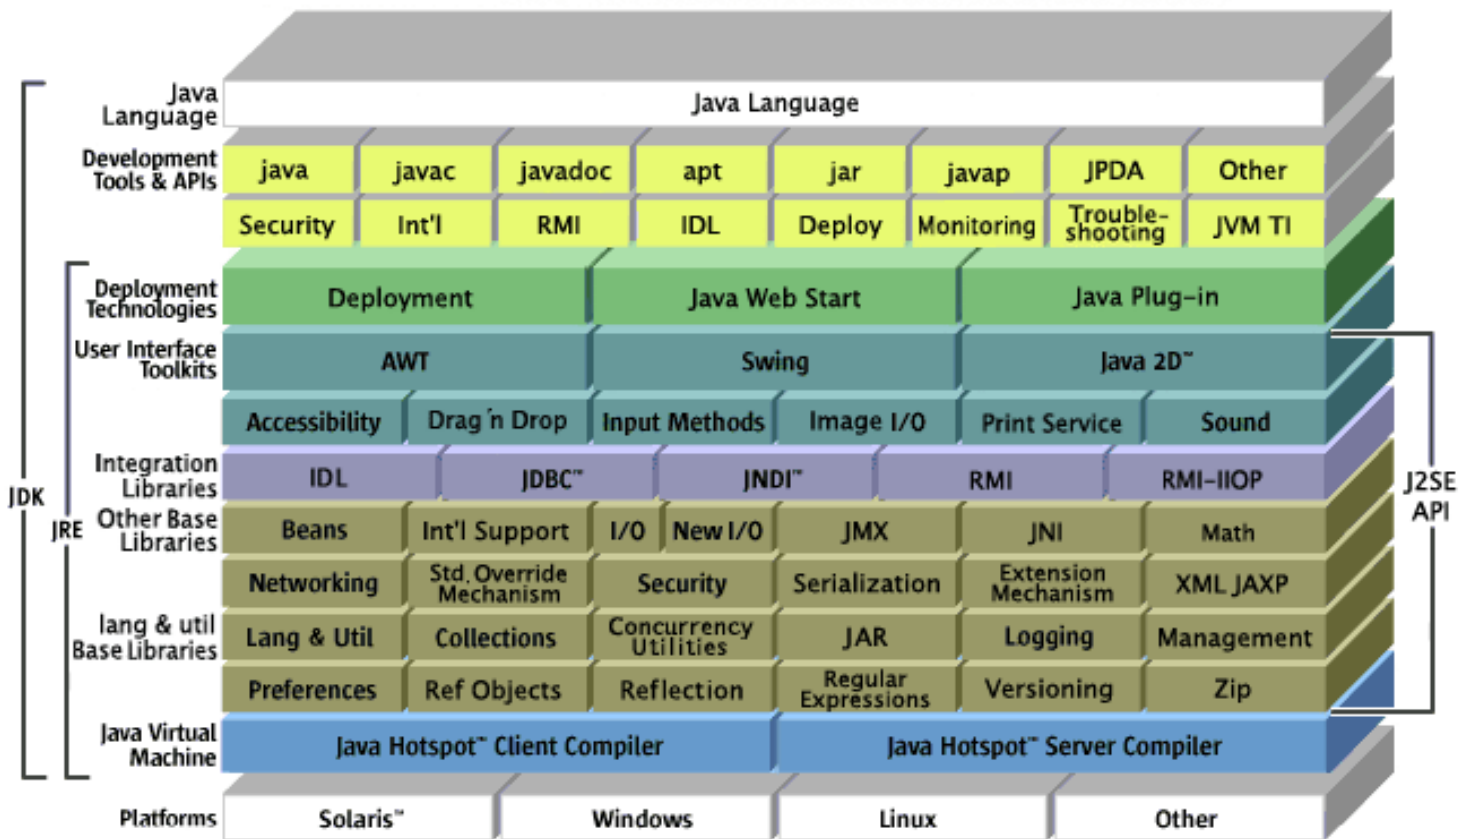 Java
Language
Java Language
Development
Tools & APIs
java javac javadoc apt jar javap JPDA Other
Security Int'l RMI IDL Deploy Monitoring Trouble-
shooting JVM TI
Deployment
Technologies
Deployment Java Web Start Java Plug-in
User Interface
Toolkits
AWT Swing Java 2D™
Accessibility Drag 'n Drop Input Methods Image I/O Print Service Sound
Integration
Libraries
IDL JDBC™ JNDI™ RMI RMI-IIOP
Other Base
Libraries
Beans Int'l Support I/O New I/O JMX JNI Math
Networking Std. Override
Mechanism Security Serialization Extension
Mechanism XML JAXP
lang & util
Base Libraries
Lang & Util Collections Concurrency
Utilities JAR Logging Management
Preferences Ref Objects Reflection Regular
Expressions Versioning Zip
Java Virtual
Machine
Java Hotspot™ Client Compiler Java Hotspot™ Server Compiler
Platforms
Solaris™ Windows Linux Other
JDK
JRE
J2SE
API